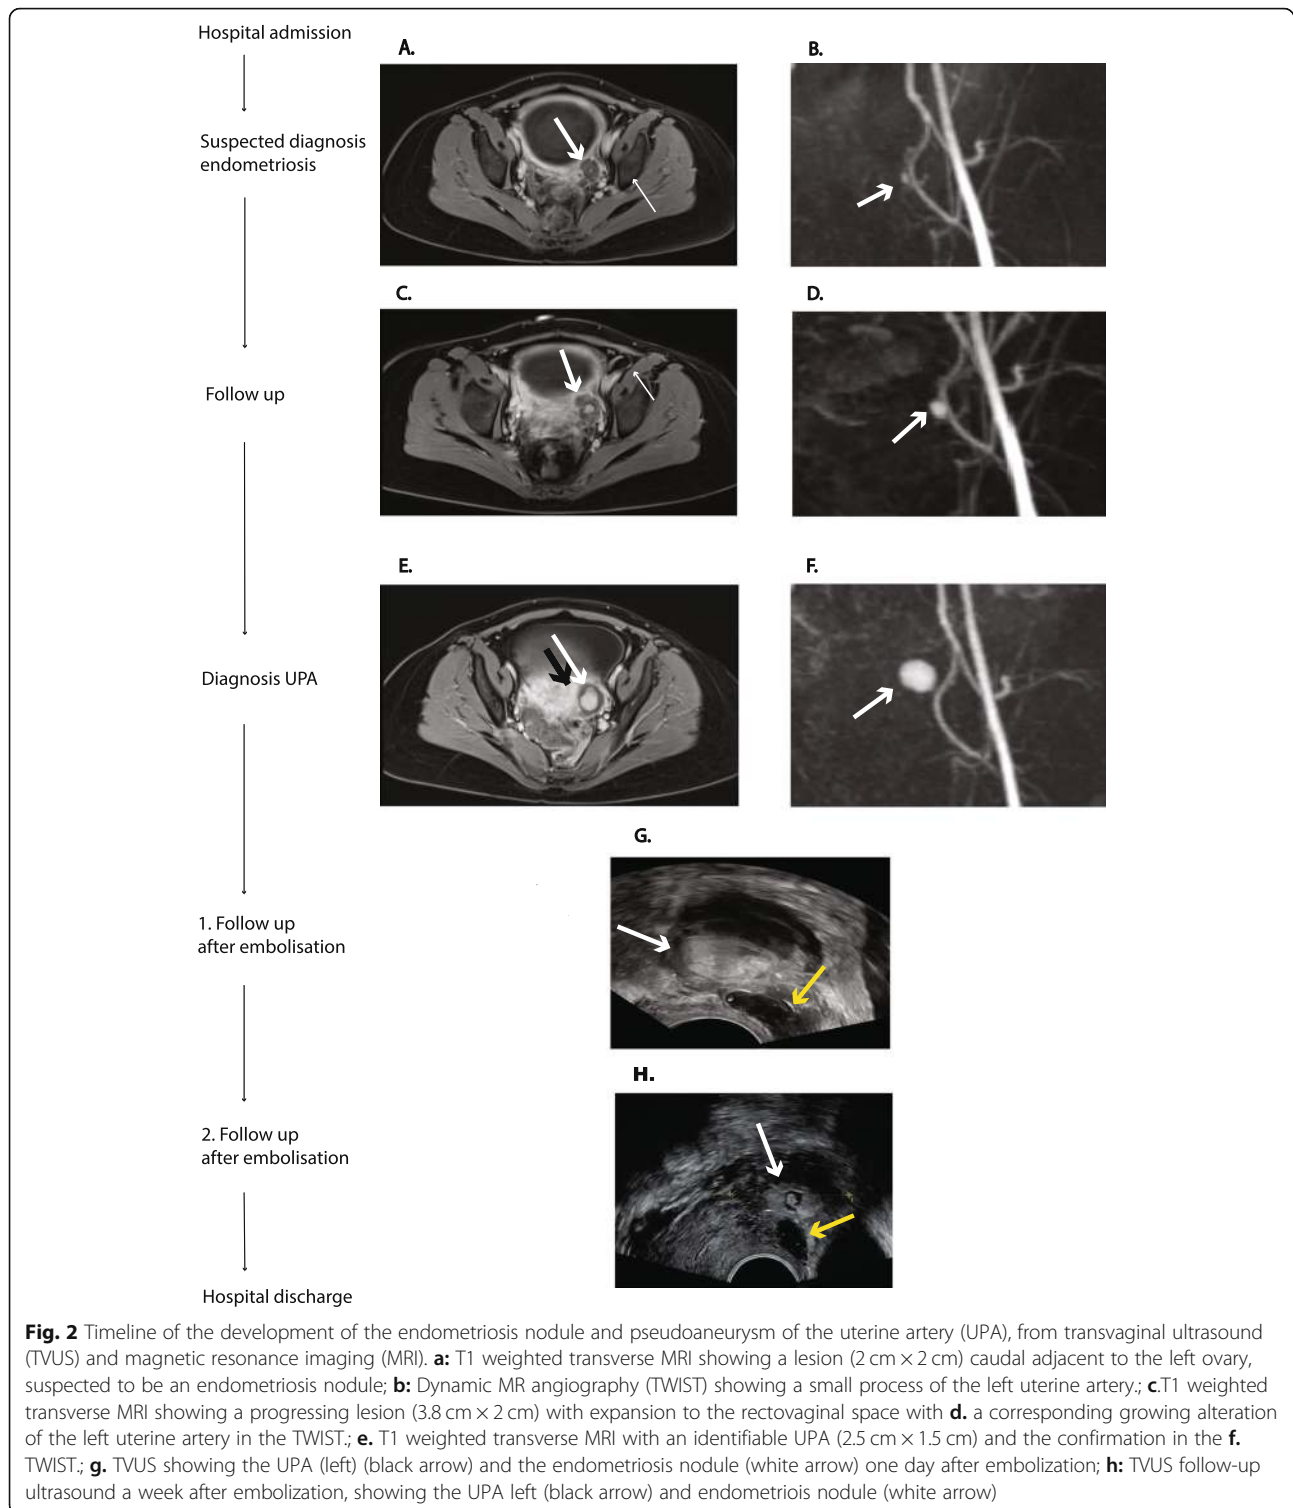 Hospital admission
A.
B.
Suspected diagnosis
endometriosis
C.
D.
Follow up
E.
F.
Diagnosis UPA
G.
1. Follow up
after embolisation
H.
2. Follow up
after embolisation
Hospital discharge
Fig. 2 Timeline of the development of the endometriosis nodule and pseudoaneurysm of the uterine artery (UPA), from transvaginal ultrasound
(TVUS) and magnetic resonance imaging (MRI). a: T1 weighted transverse MRI showing a lesion (2 cm × 2 cm) caudal adjacent to the left ovary,
suspected to be an endometriosis nodule; b: Dynamic MR angiography (TWIST) showing a small process of the left uterine artery.; c.T1 weighted
transverse MRI showing a progressing lesion (3.8 cm × 2 cm) with expansion to the rectovaginal space with d. a corresponding growing alteration
of the left uterine artery in the TWIST.; e. T1 weighted transverse MRI with an identifiable UPA (2.5 cm × 1.5 cm) and the confirmation in the f.
TWIST.; g. TVUS showing the UPA (left) (black arrow) and the endometriosis nodule (white arrow) one day after embolization; h: TVUS follow-up
ultrasound a week after embolization, showing the UPA left (black arrow) and endometriois nodule (white arrow)